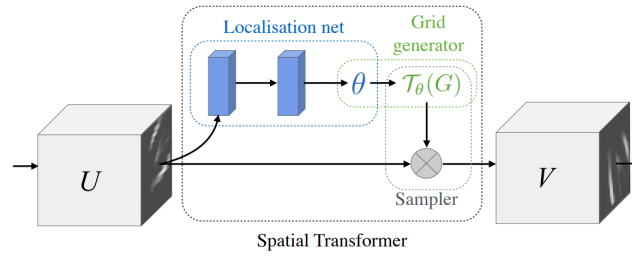 Localisation net
Grid
generator
θ
𝒯θ(G)
U
V
Sampler
Spatial Transformer